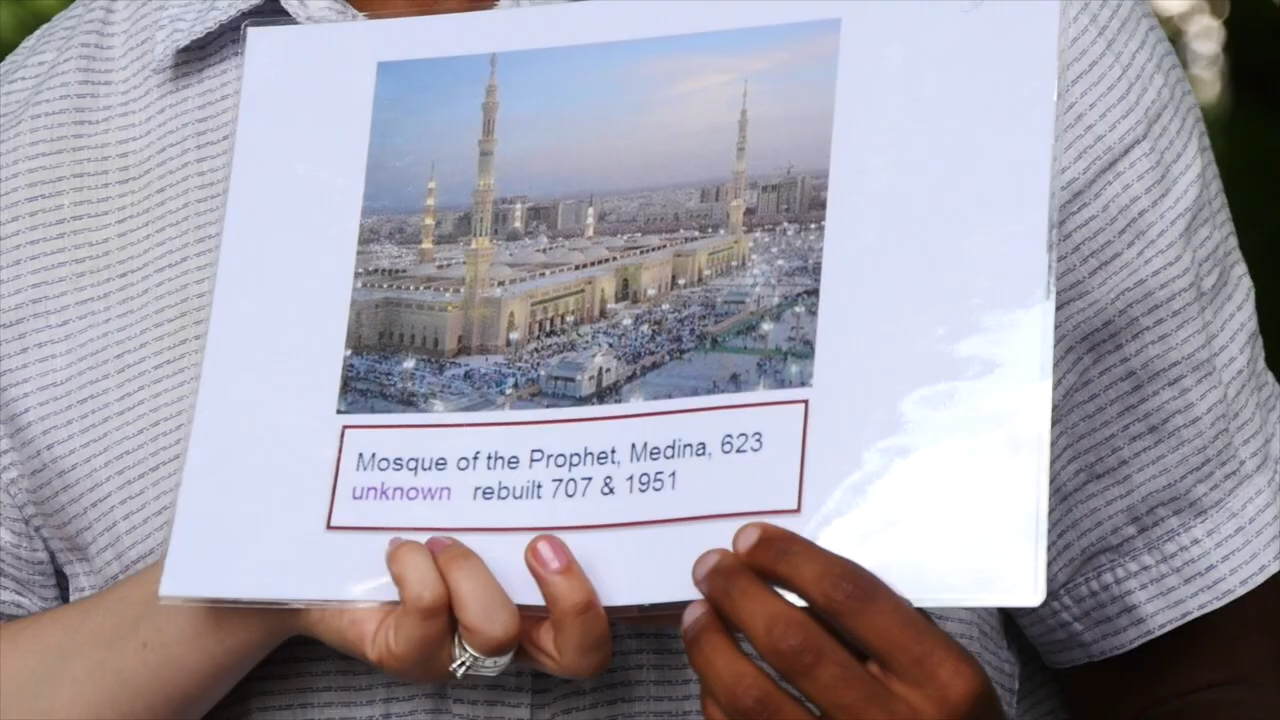 Mosque of the Prophet, Medina, 623
unknown rebuilt 707 & 1951